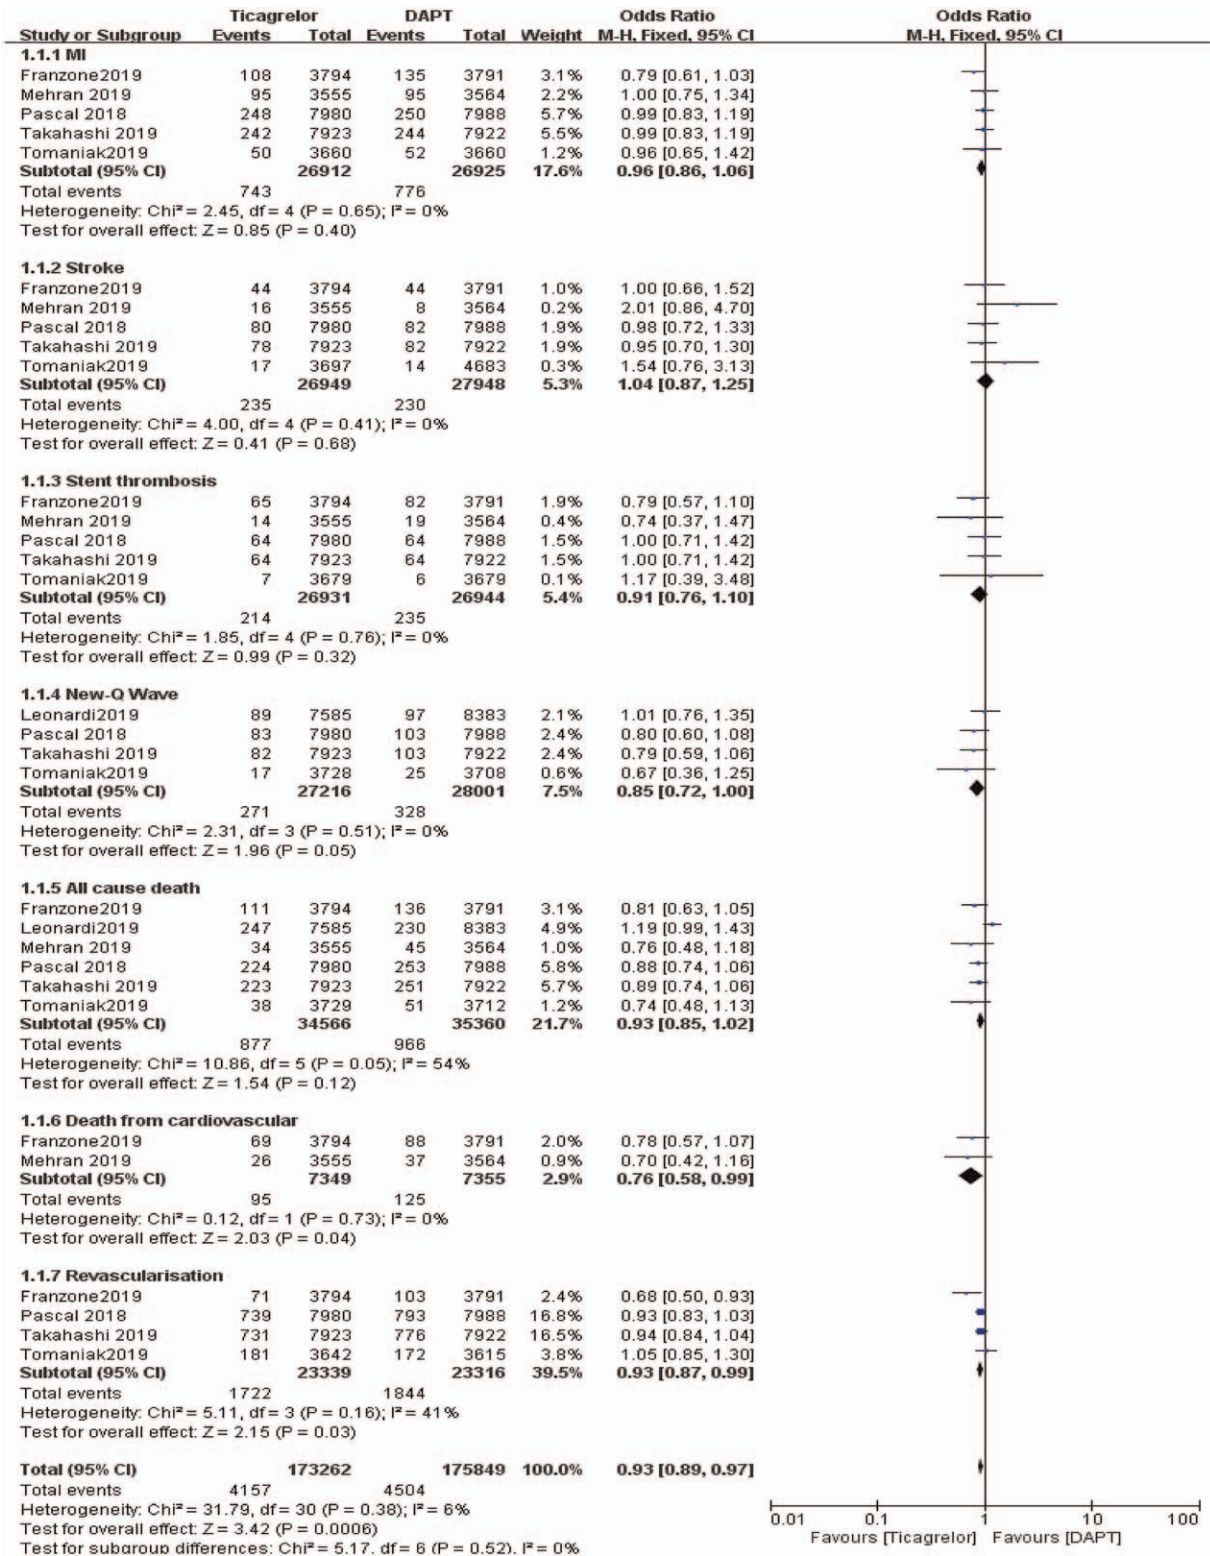 Ticagrelor DAPT Odds Ratio Odds Ratio
Study or Subgroup Events Total Events Total Weight M-H, Fixed, 95% CI M-H, Fixed, 95% CI
1.1.1 MI
Franzone2019 108 3794 135 3791 3.1% 0.79 [0.61, 1.03]
Mehran 2019 95 3555 95 3564 2.2% 1.00 [0.75, 1.34]
Pascal 2018 248 7980 250 7988 5.7% 0.99 [0.83, 1.19]
Takahashi 2019 242 7923 244 7922 5.5% 0.99 [0.83, 1.19]
Tomaniak2019 50 3660 52 3660 1.2% 0.96 [0.65, 1.42]
Subtotal (95% CI) 26912 26925 17.6% 0.96 [0.86, 1.06]
Total events 743 776
Heterogeneity: Chi² = 2.45, df = 4 (P = 0.65); I² = 0%
Test for overall effect: Z = 0.85 (P = 0.40)
1.1.2 Stroke
Franzone2019 44 3794 44 3791 1.0% 1.00 [0.66, 1.52]
Mehran 2019 16 3555 8 3564 0.2% 2.01 [0.86, 4.70]
Pascal 2018 80 7980 82 7988 1.9% 0.98 [0.72, 1.33]
Takahashi 2019 78 7923 82 7922 1.9% 0.95 [0.70, 1.30]
Tomaniak2019 17 3697 14 4683 0.3% 1.54 [0.76, 3.13]
Subtotal (95% CI) 26949 27948 5.3% 1.04 [0.87, 1.25]
Total events 235 230
Heterogeneity: Chi² = 4.00, df = 4 (P = 0.41); I² = 0%
Test for overall effect: Z = 0.41 (P = 0.68)
1.1.3 Stent thrombosis
Franzone2019 65 3794 82 3791 1.9% 0.79 [0.57, 1.10]
Mehran 2019 14 3555 19 3564 0.4% 0.74 [0.37, 1.47]
Pascal 2018 64 7980 64 7988 1.5% 1.00 [0.71, 1.42]
Takahashi 2019 64 7923 64 7922 1.5% 1.00 [0.71, 1.42]
Tomaniak2019 7 3679 6 3679 0.1% 1.17 [0.39, 3.48]
Subtotal (95% CI) 26931 26944 5.4% 0.91 [0.76, 1.10]
Total events 214 235
Heterogeneity: Chi² = 1.85, df = 4 (P = 0.76); I² = 0%
Test for overall effect: Z = 0.99 (P = 0.32)
1.1.4 New-Q Wave
Leonardi2019 89 7585 97 8383 2.1% 1.01 [0.76, 1.35]
Pascal 2018 83 7980 103 7988 2.4% 0.80 [0.60, 1.08]
Takahashi 2019 82 7923 103 7922 2.4% 0.79 [0.59, 1.06]
Tomaniak2019 17 3728 25 3708 0.6% 0.67 [0.36, 1.25]
Subtotal (95% CI) 27216 28001 7.5% 0.85 [0.72, 1.00]
Total events 271 328
Heterogeneity: Chi² = 2.31, df = 3 (P = 0.51); I² = 0%
Test for overall effect: Z = 1.96 (P = 0.05)
1.1.5 All cause death
Franzone2019 111 3794 136 3791 3.1% 0.81 [0.63, 1.05]
Leonardi2019 247 7585 230 8383 4.9% 1.19 [0.99, 1.43]
Mehran 2019 34 3555 45 3564 1.0% 0.76 [0.48, 1.18]
Pascal 2018 224 7980 253 7988 5.8% 0.88 [0.74, 1.06]
Takahashi 2019 223 7923 251 7922 5.7% 0.89 [0.74, 1.06]
Tomaniak2019 38 3729 51 3712 1.2% 0.74 [0.48, 1.13]
Subtotal (95% CI) 34566 35360 21.7% 0.93 [0.85, 1.02]
Total events 877 966
Heterogeneity: Chi² = 10.86, df = 5 (P = 0.05); I² = 54%
Test for overall effect: Z = 1.54 (P = 0.12)
1.1.6 Death from cardiovascular
Franzone2019 69 3794 88 3791 2.0% 0.78 [0.57, 1.07]
Mehran 2019 26 3555 37 3564 0.9% 0.70 [0.42, 1.16]
Subtotal (95% CI) 7349 7355 2.9% 0.76 [0.58, 0.99]
Total events 95 125
Heterogeneity: Chi² = 0.12, df = 1 (P = 0.73); I² = 0%
Test for overall effect: Z = 2.03 (P = 0.04)
1.1.7 Revascularisation
Franzone2019 71 3794 103 3791 2.4% 0.68 [0.50, 0.93]
Pascal 2018 739 7980 793 7988 16.8% 0.93 [0.83, 1.03]
Takahashi 2019 731 7923 776 7922 16.5% 0.94 [0.84, 1.04]
Tomaniak2019 181 3642 172 3615 3.8% 1.05 [0.85, 1.30]
Subtotal (95% CI) 23339 23316 39.5% 0.93 [0.87, 0.99]
Total events 1722 1844
Heterogeneity: Chi² = 5.11, df = 3 (P = 0.16); I² = 41%
Test for overall effect: Z = 2.15 (P = 0.03)
Total (95% CI) 173262 175849 100.0% 0.93 [0.89, 0.97]
Total events 4157 4504
Heterogeneity: Chi² = 31.79, df = 30 (P = 0.38); I² = 6%
Test for overall effect: Z = 3.42 (P = 0.0006)
Test for subgroup differences: Chi² = 5.17, df = 6 (P = 0.52), I² = 0%
0.01 0.1 1 10 100
Favours [Ticagrelor] Favours [DAPT]